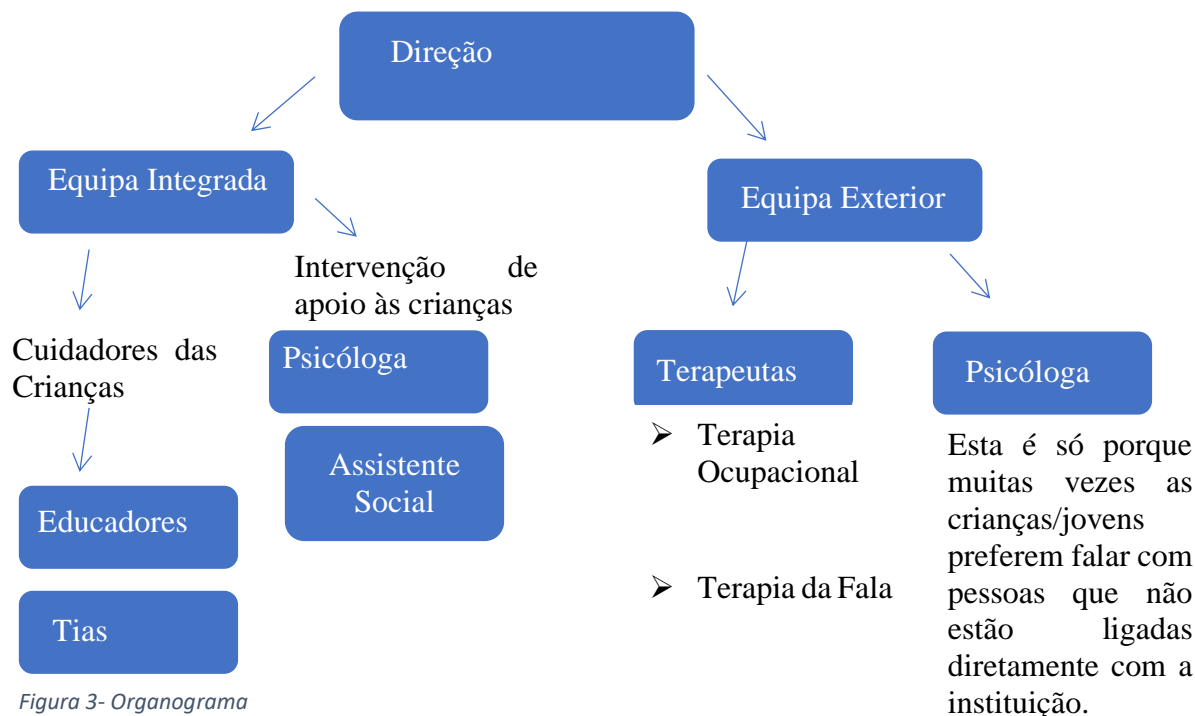 Direção
Equipa Integrada
Equipa Exterior
Intervenção de
apoio às crianças
Cuidadores das
Crianças
Psicóloga
Assistente
Social
Educadores
Tias
Terapeutas
➢ Terapia
Ocupacional
➢ Terapia da Fala
Psicóloga
Esta é só porque
muitas vezes as
crianças/jovens
preferem falar com
pessoas que não
estão ligadas
diretamente com a
instituição.
Figura 3- Organograma